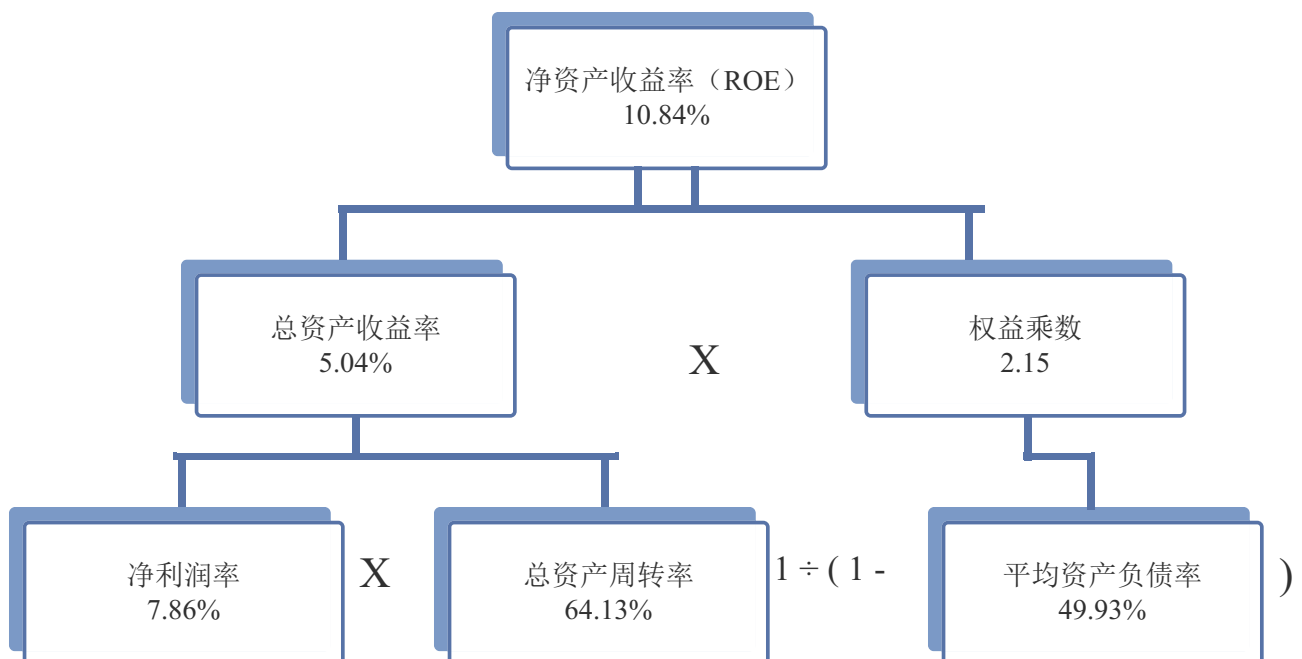 净资产收益率（ROE）
10.84%
总资产收益率
5.04%
X
权益乘数
2.15
净利润率
7.86%
X
总资产周转率
64.13%
1 ÷ ( 1 -
平均资产负债率
49.93%
)